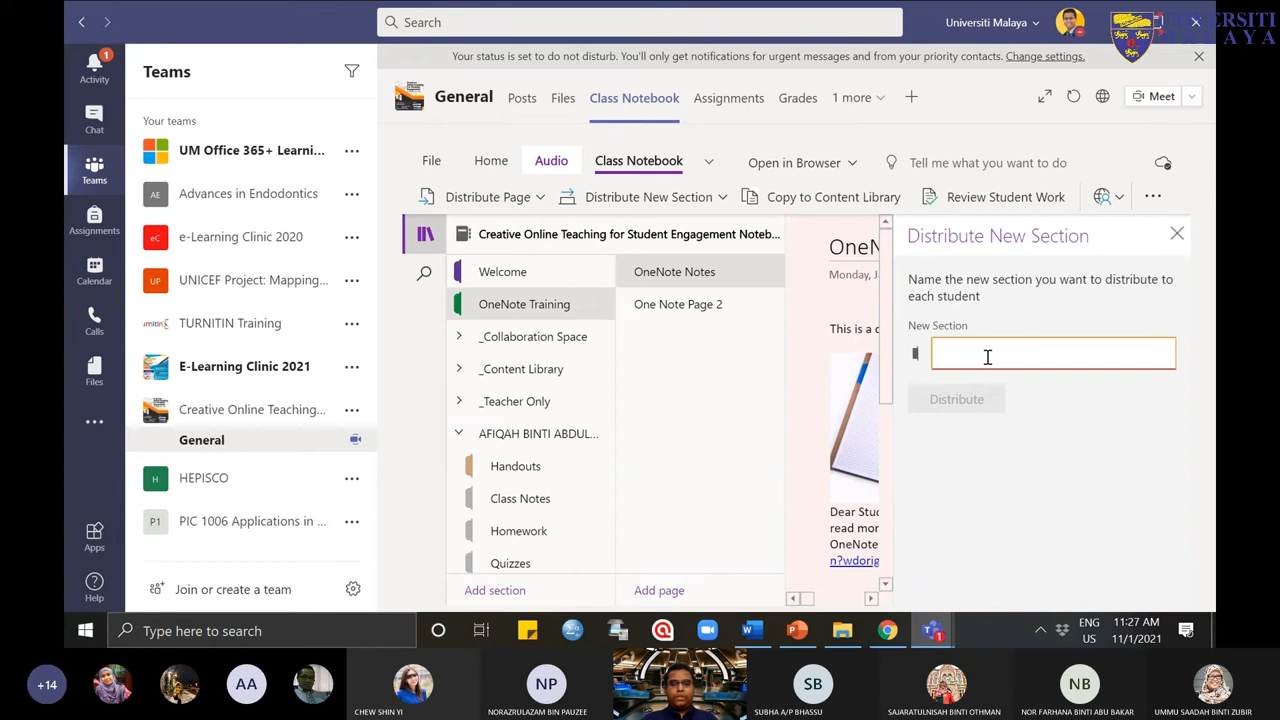 Search
Universiti Malaya
UNIVERSITI
MALAYA
Your status is set to do not disturb. You'll only get notifications for urgent messages and from your priority contacts. Change settings.
1
Activity
Chat
Teams
Assignments
Calendar
Calls
Files
Apps
Help
Teams
Your teams
UM Office 365+ Learni...
AE Advances in Endodontics
eC e-Learning Clinic 2020
UP UNICEF Project: Mapping...
TURNITIN Training
E-Learning Clinic 2021
Creative Online Teaching...
General
H HEPISCO
P1 PIC 1006 Applications in ...
Join or create a team
General Posts Files Class Notebook Assignments Grades 1 more Meet
File Home Audio Class Notebook Open in Browser Tell me what you want to do
Distribute Page Distribute New Section Copy to Content Library Review Student Work
Creative Online Teaching for Student Engagement Noteb...
Welcome
OneNote Training
_Collaboration Space
_Content Library
_Teacher Only
AFIQAH BINTI ABDUL...
Handouts
Class Notes
Homework
Quizzes
Add section
OneNote Notes
One Note Page 2
Add page
OneN
Monday, J
This is a c
Dear Stud
read mor
OneNote
n?wdorig
Distribute New Section
Name the new section you want to distribute to
each student
New Section
Distribute
Type here to search
ENG
US
11:27 AM
11/1/2021
1
+14
AA
CHEW SHIN YI
NP
NORAZRULAZAM BIN PAUZEE
SB
SUBHA A/P BHASSU
SAJARATULNISAH BINTI OTHMAN
NB
NOR FARHANA BINTI ABU BAKAR
UMMU SAADAH BINTI ZUBIR